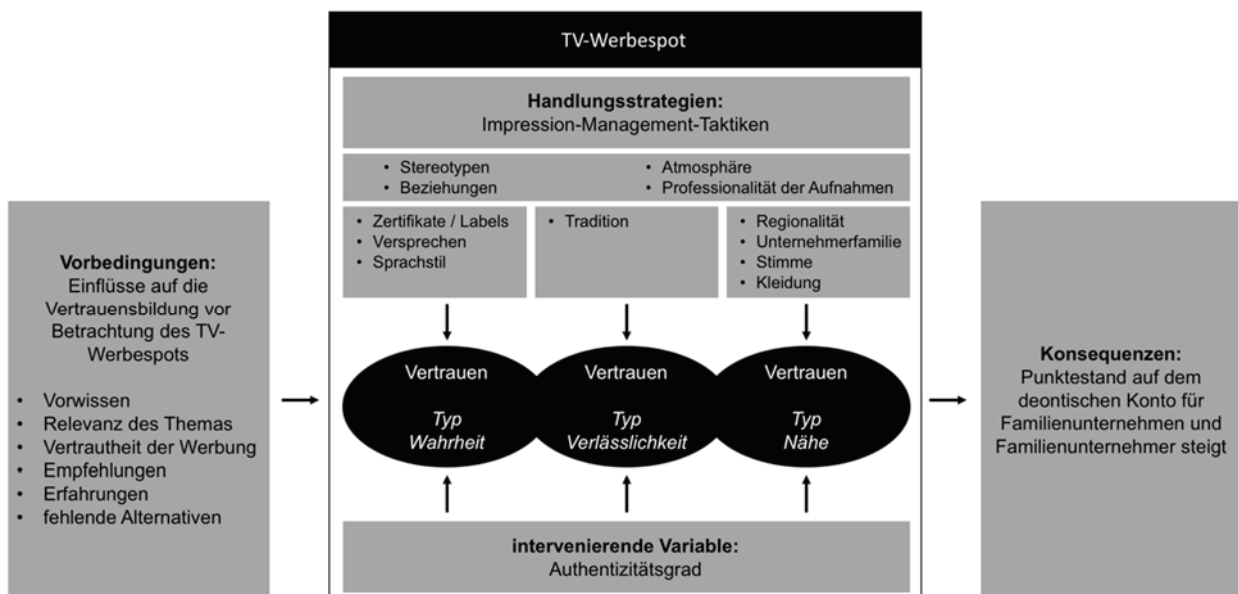 TV-Werbespot
Handlungsstrategien:
Impression-Management-Taktiken
• Stereotypen
• Beziehungen
• Atmosphäre
• Professionalität der Aufnahmen
• Zertifikate / Labels
• Versprechen
• Sprachstil
• Tradition
• Regionalität
• Unternehmerfamilie
• Stimme
• Kleidung
Vorbedingungen:
Einflüsse auf die
Vertrauensbildung vor
Betrachtung des TV-
Werbespots
• Vorwissen
• Relevanz des Themas
• Vertrautheit der Werbung
• Empfehlungen
• Erfahrungen
• fehlende Alternativen
Vertrauen
Typ
Wahrheit
Vertrauen
Typ
Verlässlichkeit
Vertrauen
Typ
Nähe
intervenierende Variable:
Authentizitätsgrad
Konsequenzen:
Punktestand auf dem
deontischen Konto für
Familienunternehmen und
Familienunternehmer steigt